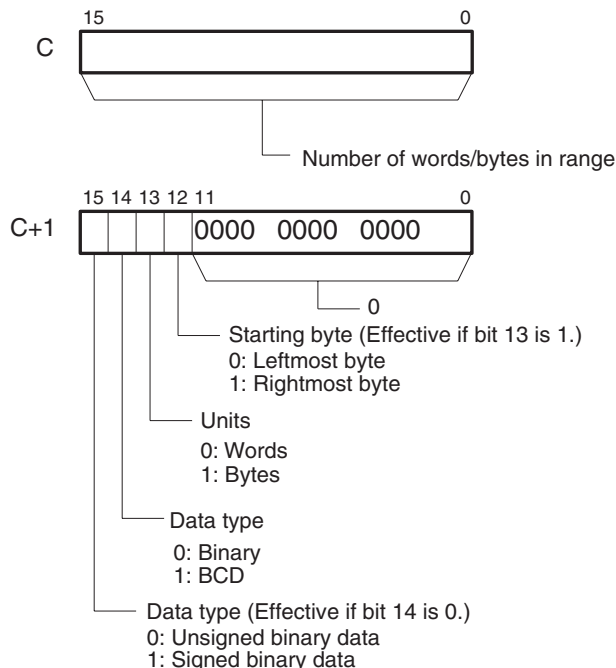 15 0
C
Number of words/bytes in range
15 14 13 12 11 0
C+1 0000 0000 0000
0
Starting byte (Effective if bit 13 is 1.)
0: Leftmost byte
1: Rightmost byte
Units
0: Words
1: Bytes
Data type
0: Binary
1: BCD
Data type (Effective if bit 14 is 0.)
0: Unsigned binary data
1: Signed binary data